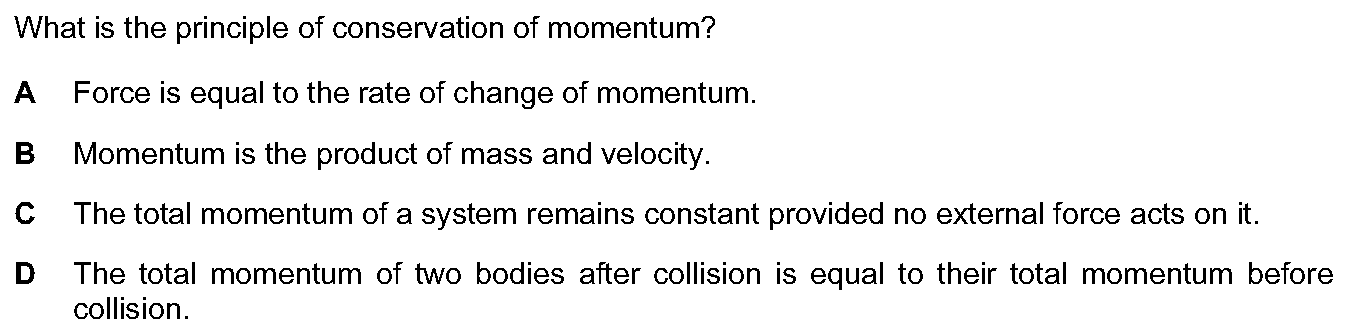 What is the principle of conservation of momentum?
A Force is equal to the rate of change of momentum.
B Momentum is the product of mass and velocity.
C The total momentum of a system remains constant provided no external force acts on it.
D The total momentum of two bodies after collision is equal to their total momentum before
collision.